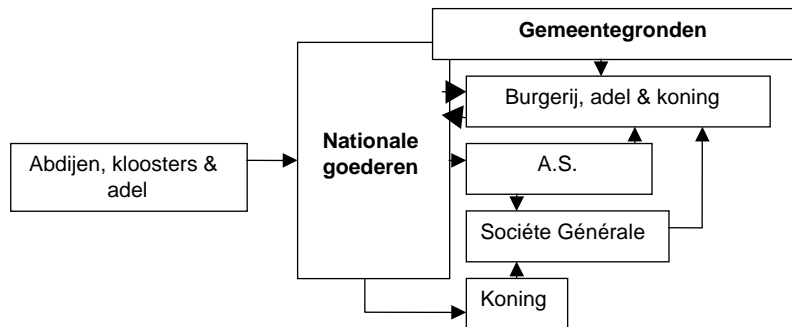 Gemeentegronden
Burgerij, adel & koning
Nationale
goederen
Abdijen, kloosters &
adel
A.S.
Sociéte Générale
Koning